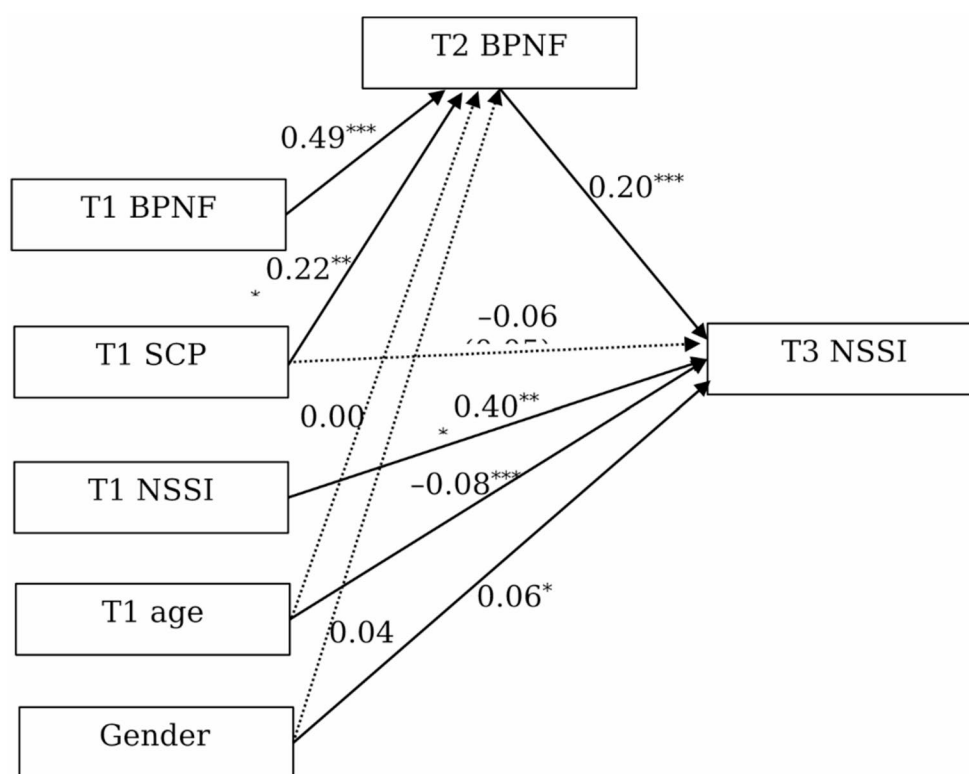 T2 BPNF
0.49***
T1 BPNF
0.20***
0.22**
*
–0.06
T1 SCP
T3 NSSI
0.00
0.40**
*
T1 NSSI
–0.08***
T1 age
0.06*
0.04
Gender